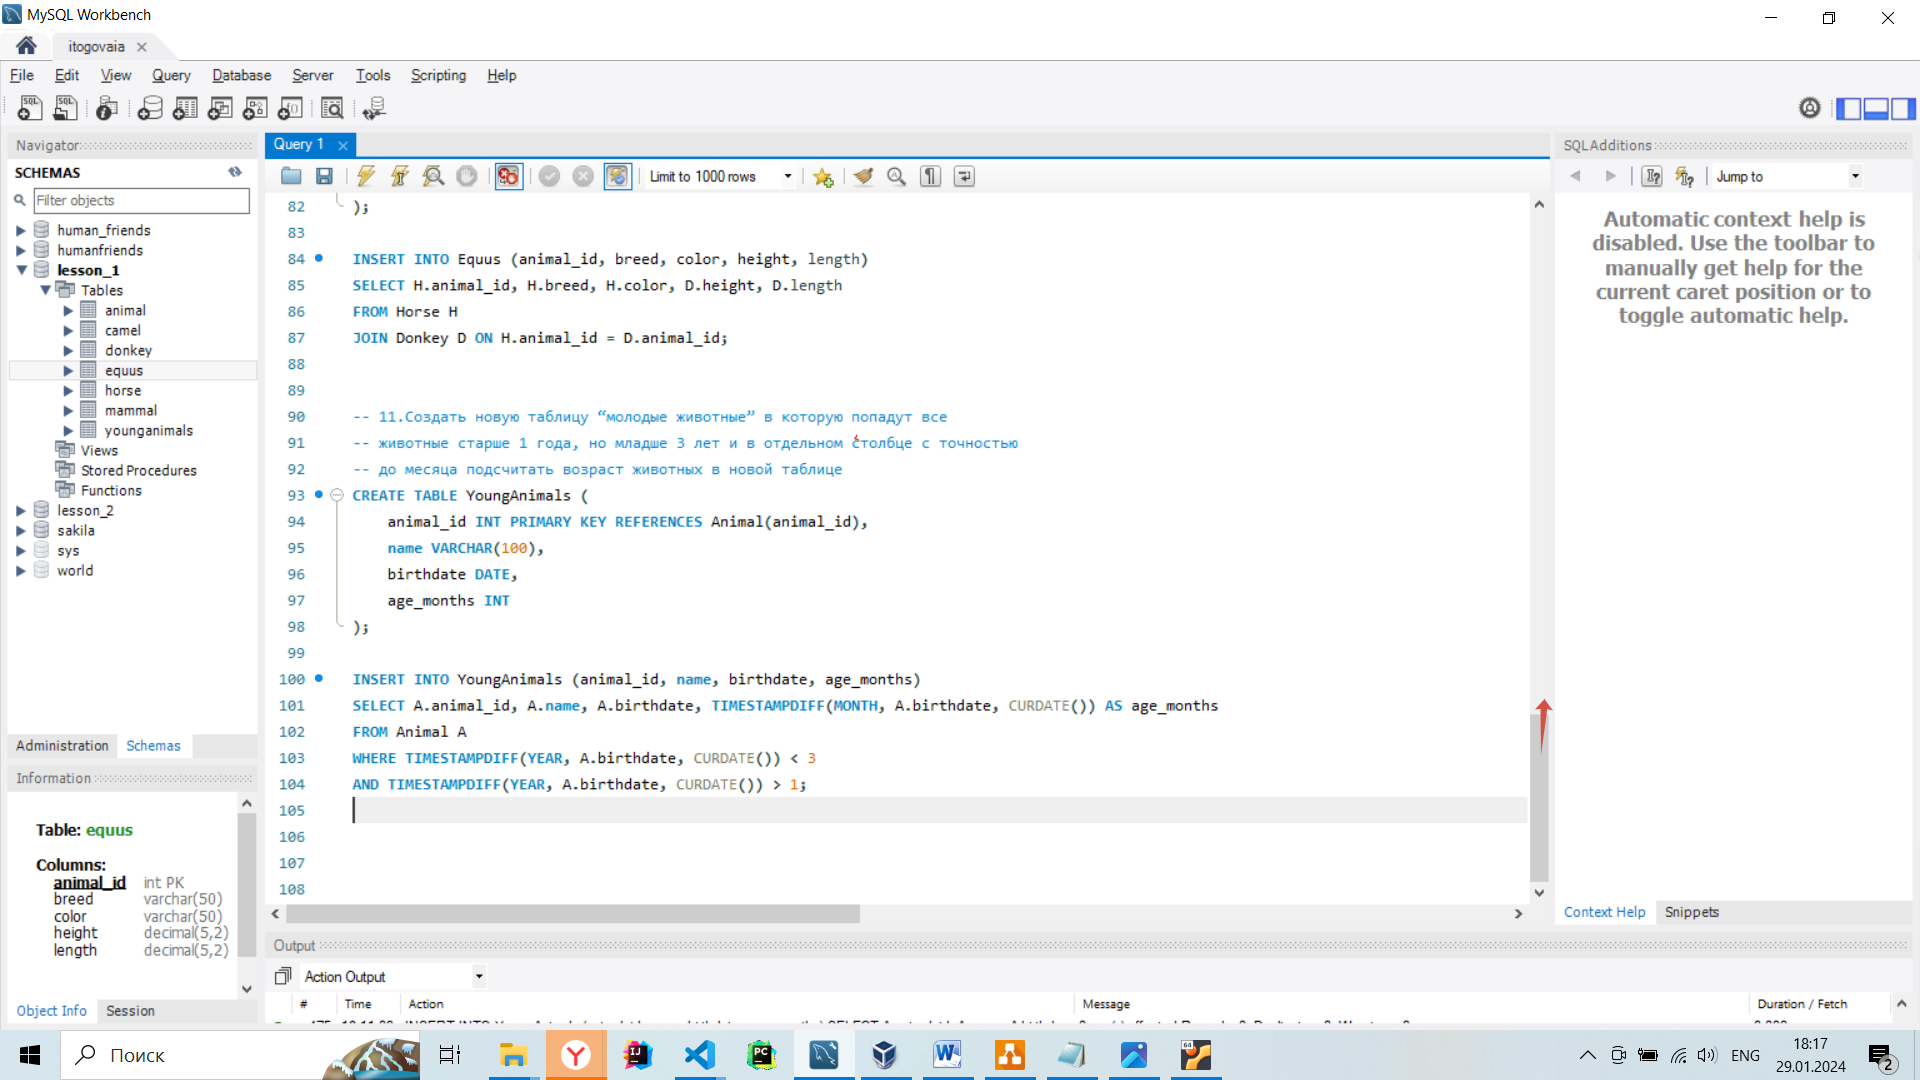 MySQL Workbench
itogovaia
File Edit View Query Database Server Tools Scripting Help
Navigator
SCHEMAS
Filter objects
human_friends
humanfriends
lesson_1
Tables
animal
camel
donkey
equus
horse
mammal
younganimals
Views
Stored Procedures
Functions
lesson_2
sakila
sys
world
Administration Schemas
Information
Table: equus
Columns:
animal_id int PK
breed varchar(50)
color varchar(50)
height decimal(5,2)
length decimal(5,2)
Object Info Session
Query 1
Limit to 1000 rows
82 );
83
84 INSERT INTO Equus (animal_id, breed, color, height, length)
85 SELECT H.animal_id, H.breed, H.color, D.height, D.length
86 FROM Horse H
87 JOIN Donkey D ON H.animal_id = D.animal_id;
88
89
90 -- 11.Создать новую таблицу “молодые животные” в которую попадут все
91 -- животные старше 1 года, но младше 3 лет и в отдельном столбце с точностью
92 -- до месяца подсчитать возраст животных в новой таблице
93 CREATE TABLE YoungAnimals (
94 animal_id INT PRIMARY KEY REFERENCES Animal(animal_id),
95 name VARCHAR(100),
96 birthdate DATE,
97 age_months INT
98 );
99
100 INSERT INTO YoungAnimals (animal_id, name, birthdate, age_months)
101 SELECT A.animal_id, A.name, A.birthdate, TIMESTAMPDIFF(MONTH, A.birthdate, CURDATE()) AS age_months
102 FROM Animal A
103 WHERE TIMESTAMPDIFF(YEAR, A.birthdate, CURDATE()) < 3
104 AND TIMESTAMPDIFF(YEAR, A.birthdate, CURDATE()) > 1;
105
106
107
108
SQLAdditions
Jump to
Automatic context help is
disabled. Use the toolbar to
manually get help for the
current caret position or to
toggle automatic help.
Context Help Snippets
Output
Action Output
# Time Action Message Duration / Fetch
Поиск
ENG
18:17
29.01.2024
2